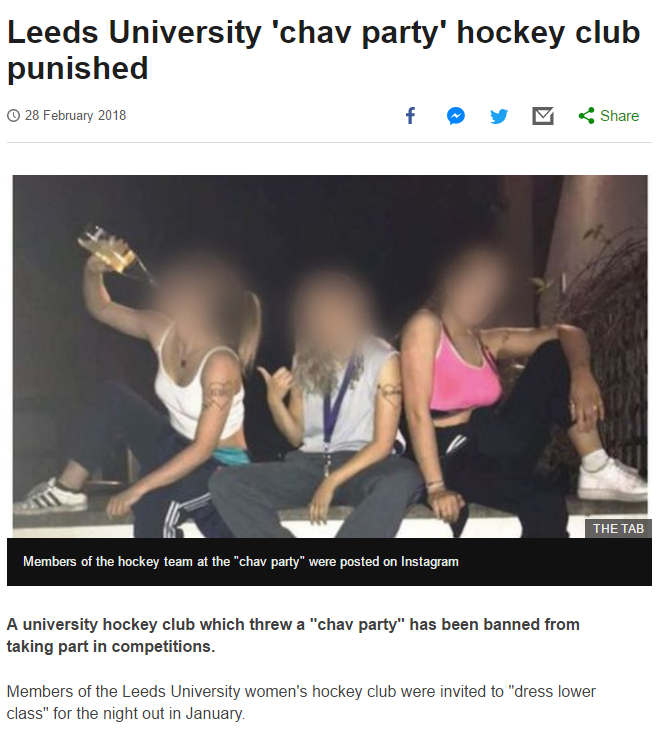 Leeds University 'chav party' hockey club
punished
28 February 2018
Share
THE TAB
Members of the hockey team at the "chav party" were posted on Instagram
A university hockey club which threw a "chav party" has been banned from
taking part in competitions.
Members of the Leeds University women's hockey club were invited to "dress lower
class" for the night out in January.